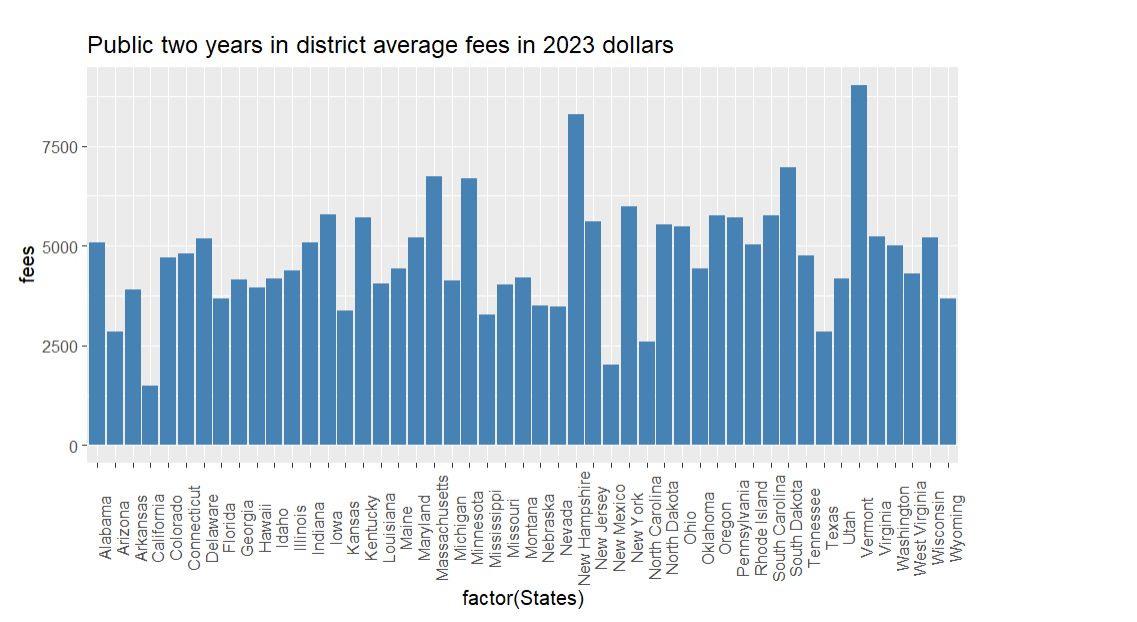 Public two years in district average fees in 2023 dollars
7500
5000
2500
0
fees
Alabama
Arizona
Arkansas
California
Colorado
Connecticut
Delaware
Florida
Georgia
Hawaii
Idaho
Illinois
Indiana
Iowa
Kansas
Kentucky
Louisiana
Maine
Maryland
Massachusetts
Michigan
Minnesota
Mississippi
Missouri
Montana
Nebraska
Nevada
New Hampshire
New Jersey
New Mexico
New York
North Carolina
North Dakota
Ohio
Oklahoma
Oregon
Pennsylvania
Rhode Island
South Carolina
South Dakota
Tennessee
Texas
Utah
Vermont
Virginia
Washington
West Virginia
Wisconsin
Wyoming
factor(States)